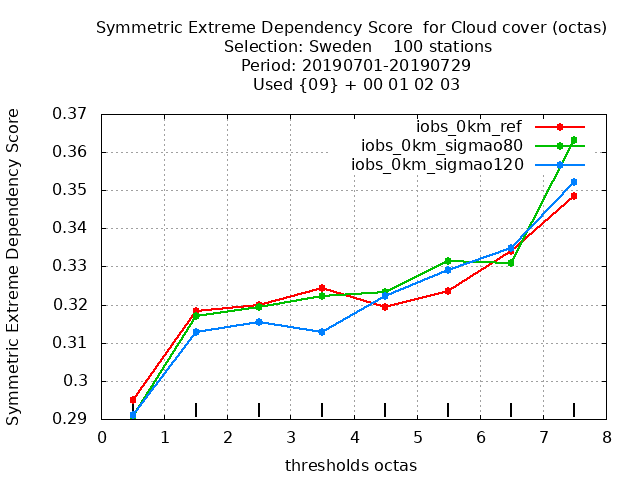 Symmetric Extreme Dependency Score  for Cloud cover (octas)
Selection: Sweden    100 stations
Period: 20190701-20190729
Used {09} + 00 01 02 03
Symmetric Extreme Dependency Score
0.37
0.36
0.35
0.34
0.33
0.32
0.31
0.3
0.29
iobs_0km_ref
iobs_0km_sigmao80
iobs_0km_sigmao120
0 1 2 3 4 5 6 7 8
thresholds octas